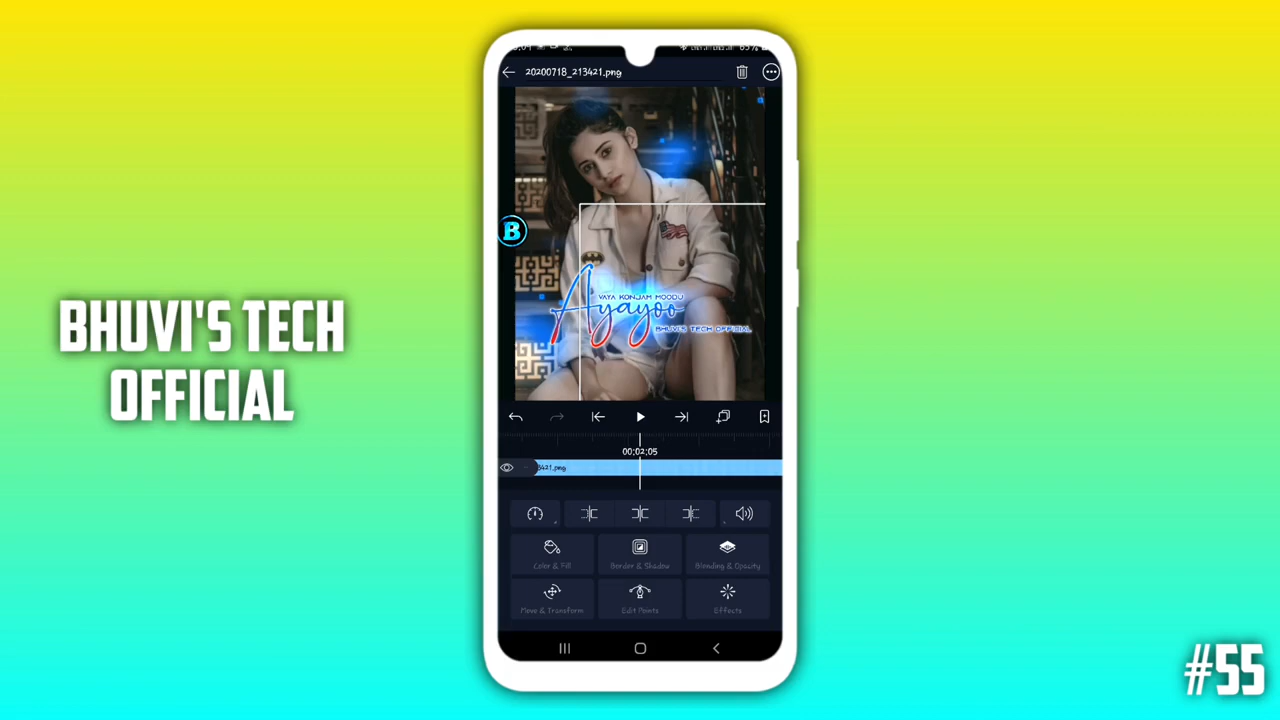 20200718_213421.png
B
VAYA KONJAM MOODU
Ayayoo
BHUVI'S TECH OFFICIAL
BHUVI'S TECH
OFFICIAL
00:02:05
3421.png
Color & Fill
Border & Shadow
Blending & Opacity
Move & Transform
Edit Points
Effects
#55